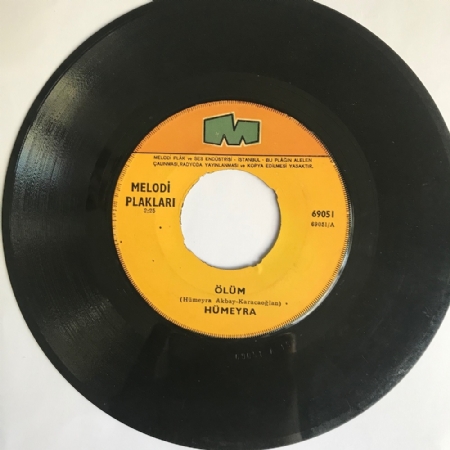 MELODİ PLAK ve SES ENDÜSTRİSİ - İSTANBUL - BU PLAĞIN ALELEN
ÇALINMASI, RADYODA YAYINLANMASI ve KOPYA EDİLMESİ YASAKTIR.
MELODİ
PLAKLARI
69051
69051/A
ÖLÜM
(Hümeyra Akbay-Karacaoğlan)
HÜMEYRA